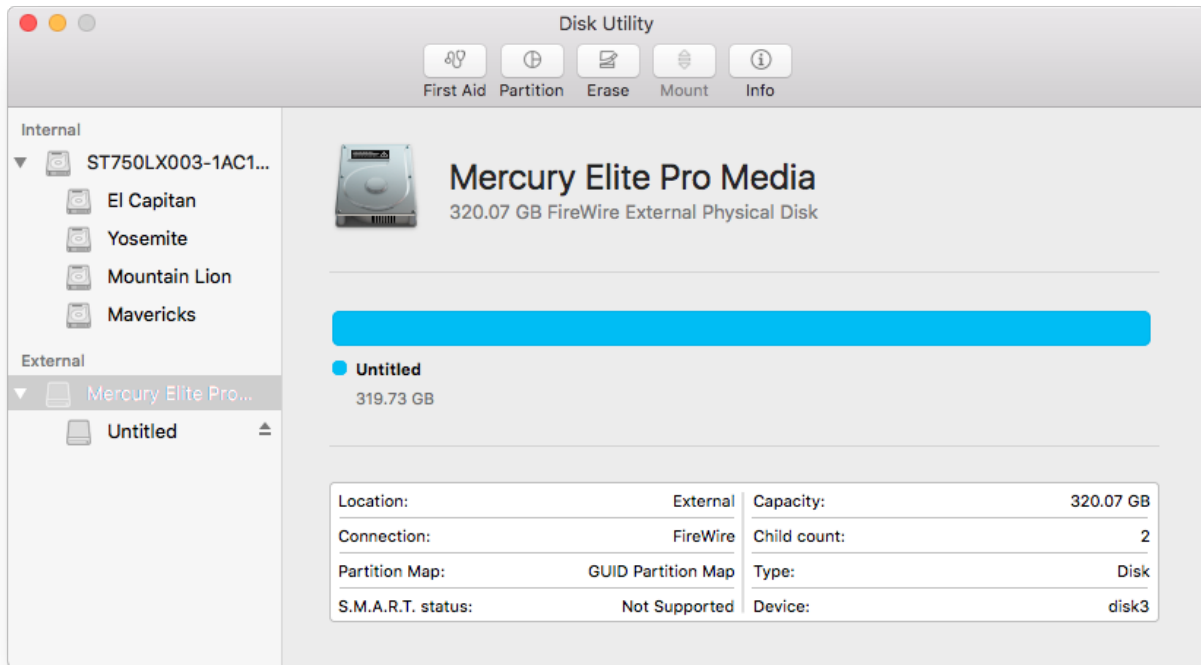 Disk Utility
First Aid Partition Erase Mount Info
Internal
ST750LX003-1AC1...
El Capitan
Yosemite
Mountain Lion
Mavericks
External
Mercury Elite Pro...
Untitled
Mercury Elite Pro Media
320.07 GB FireWire External Physical Disk
Untitled
319.73 GB
Location: External Capacity: 320.07 GB
Connection: FireWire Child count: 2
Partition Map: GUID Partition Map Type: Disk
S.M.A.R.T. status: Not Supported Device: disk3